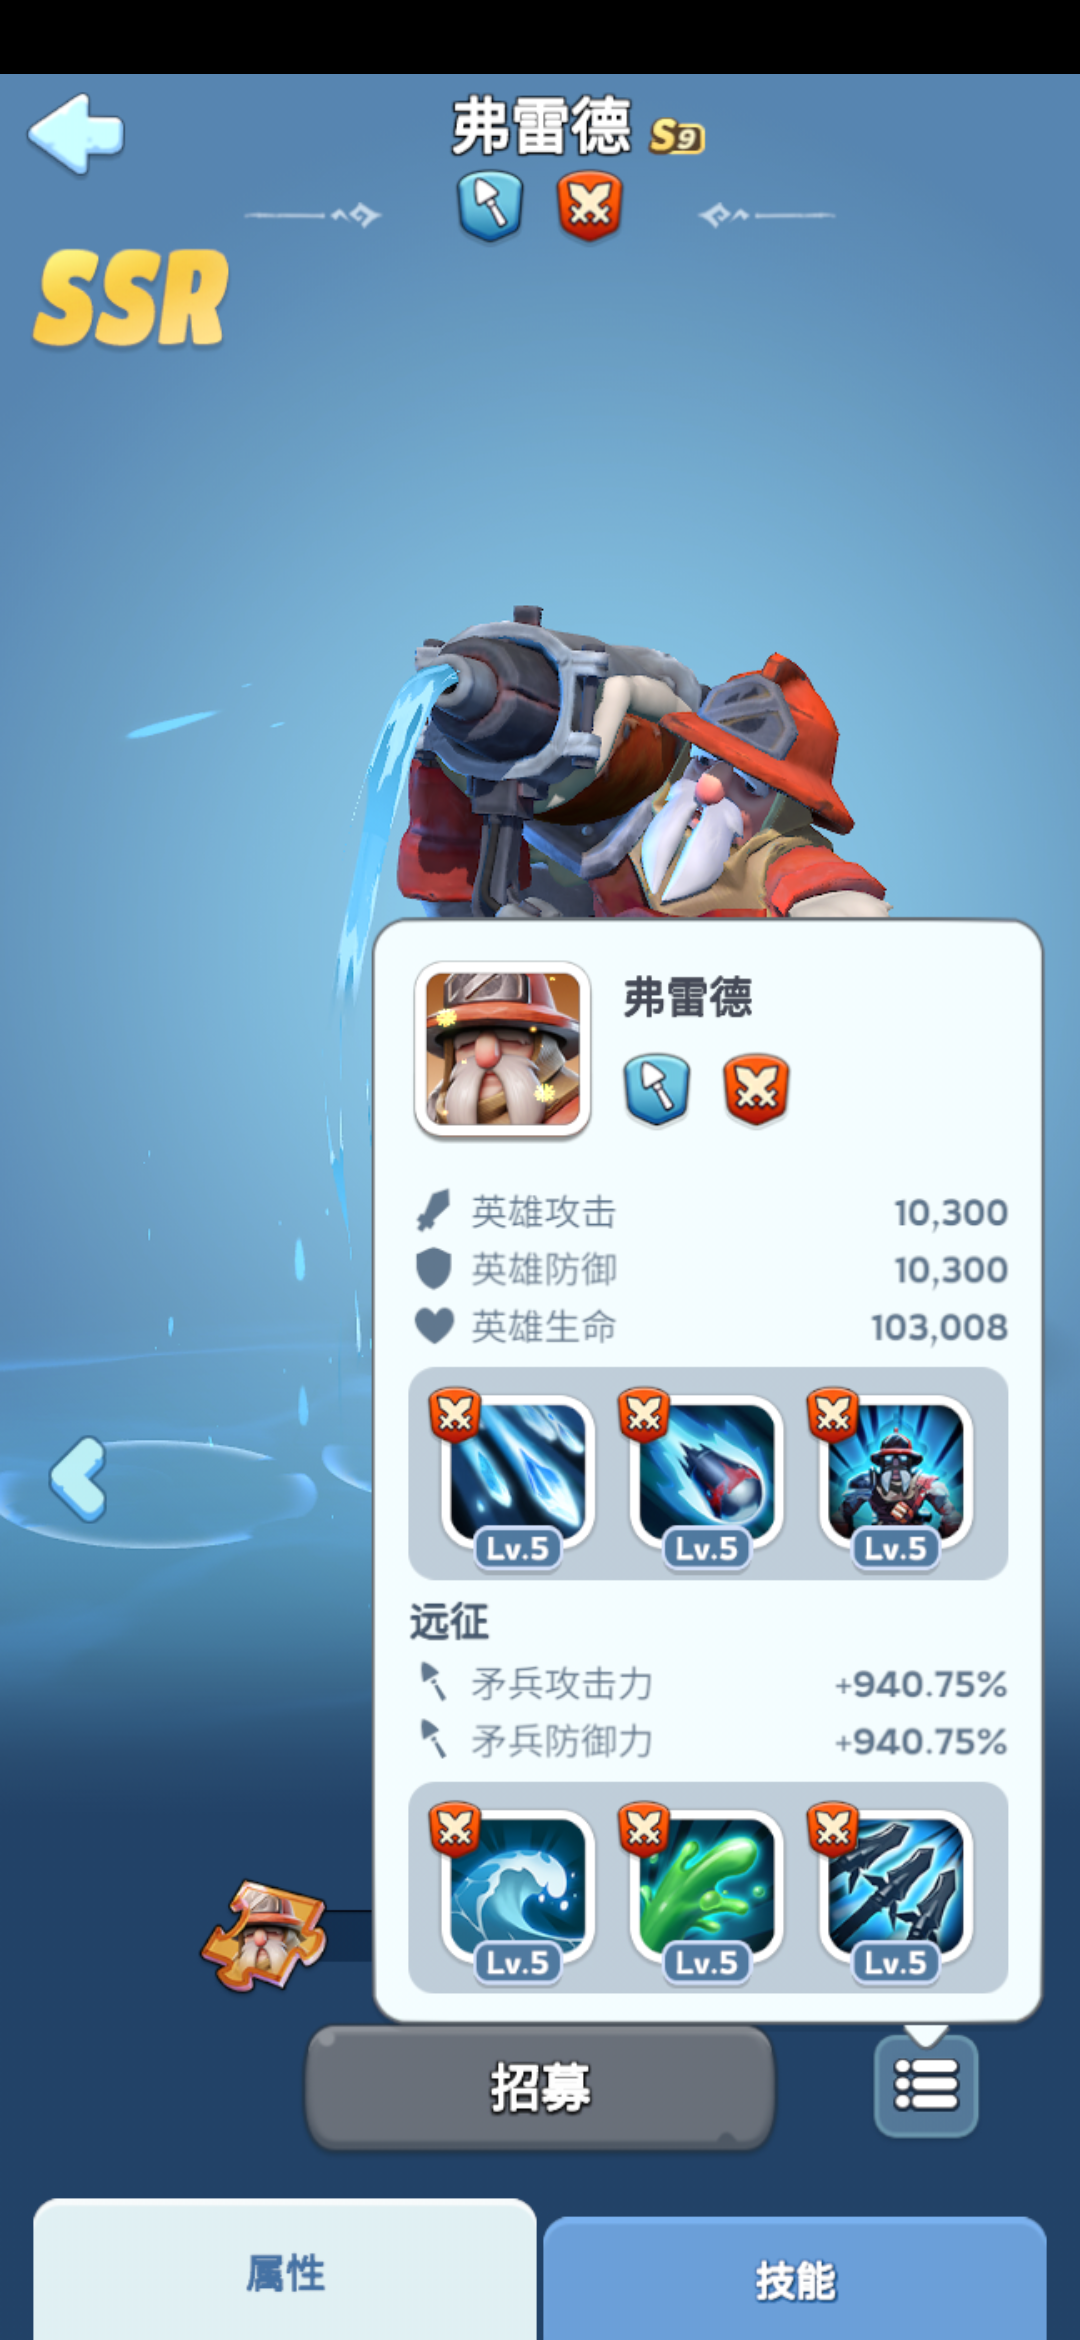 弗雷德 S9
SSR
弗雷德
英雄攻击 10,300
英雄防御 10,300
英雄生命 103,008
Lv.5 Lv.5 Lv.5
远征
矛兵攻击力 +940.75%
矛兵防御力 +940.75%
Lv.5 Lv.5 Lv.5
招募
属性 技能